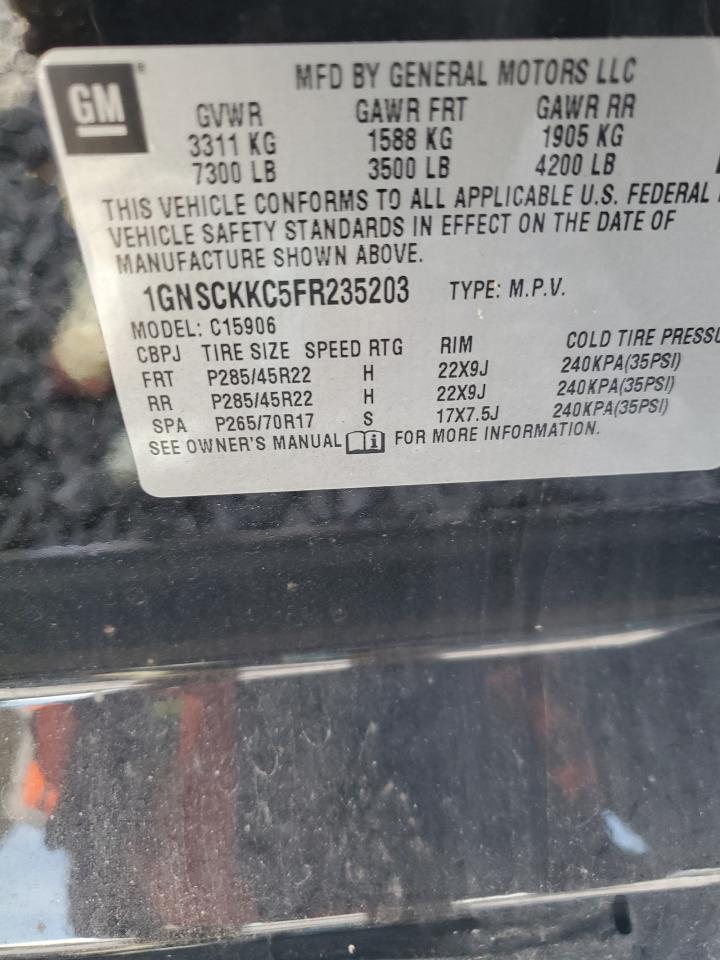 GM
MFD BY GENERAL MOTORS LLC
GVWR GAWR FRT GAWR RR
3311 KG 1588 KG 1905 KG
7300 LB 3500 LB 4200 LB
THIS VEHICLE CONFORMS TO ALL APPLICABLE U.S. FEDERAL
VEHICLE SAFETY STANDARDS IN EFFECT ON THE DATE OF
MANUFACTURE SHOWN ABOVE.
1GNSCKKC5FR235203 TYPE: M.P.V.
MODEL: C15906
CBPJ TIRE SIZE SPEED RTG RIM COLD TIRE PRESSU
FRT P285/45R22 H 22X9J 240KPA(35PSI)
RR P285/45R22 H 22X9J 240KPA(35PSI)
SPA P265/70R17 S 17X7.5J 240KPA(35PSI)
SEE OWNER'S MANUAL i FOR MORE INFORMATION.